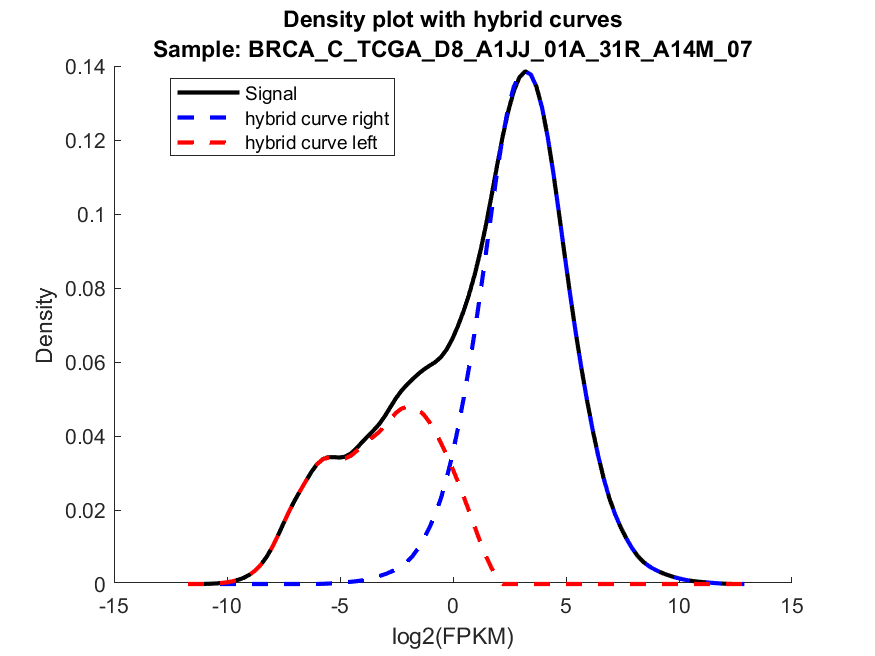 Density plot with hybrid curves
Sample: BRCA_C_TCGA_D8_A1JJ_01A_31R_A14M_07
Signal
hybrid curve right
hybrid curve left
Density
0.14
0.12
0.1
0.08
0.06
0.04
0.02
0
-15
-10
-5
0
5
10
15
log2(FPKM)